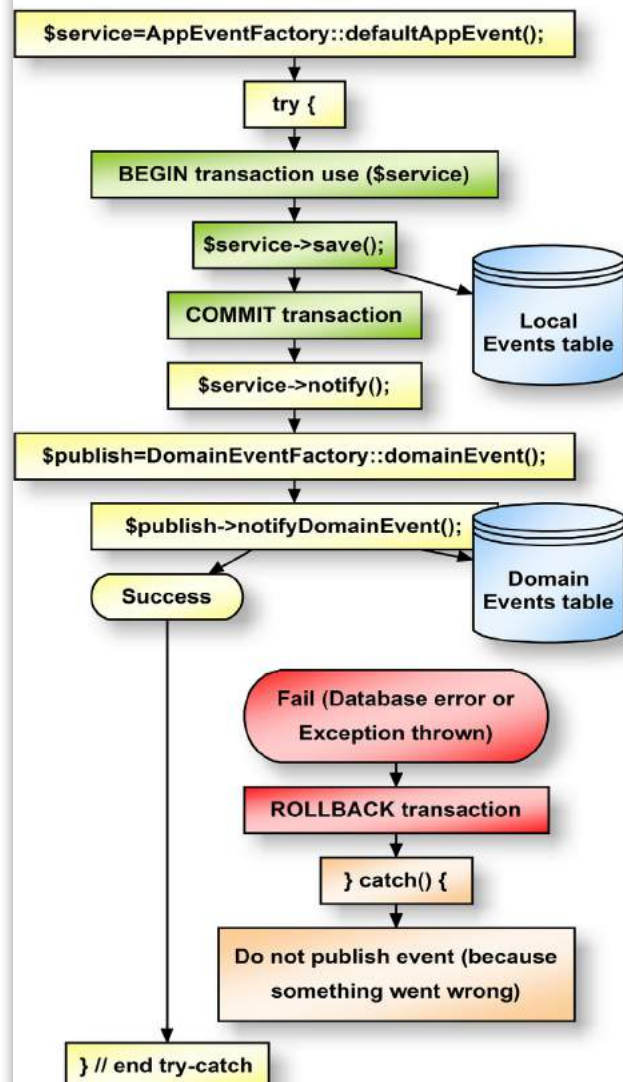 $service=AppEventFactory::defaultAppEvent();
try {
BEGIN transaction use ($service)
$service->save();
Local
Events table
COMMIT transaction
$service->notify();
$publish=DomainEventFactory::domainEvent();
$publish->notifyDomainEvent();
Domain
Events table
Success
Fail (Database error or
Exception thrown)
ROLLBACK transaction
} catch() {
Do not publish event (because
something went wrong)
} // end try-catch